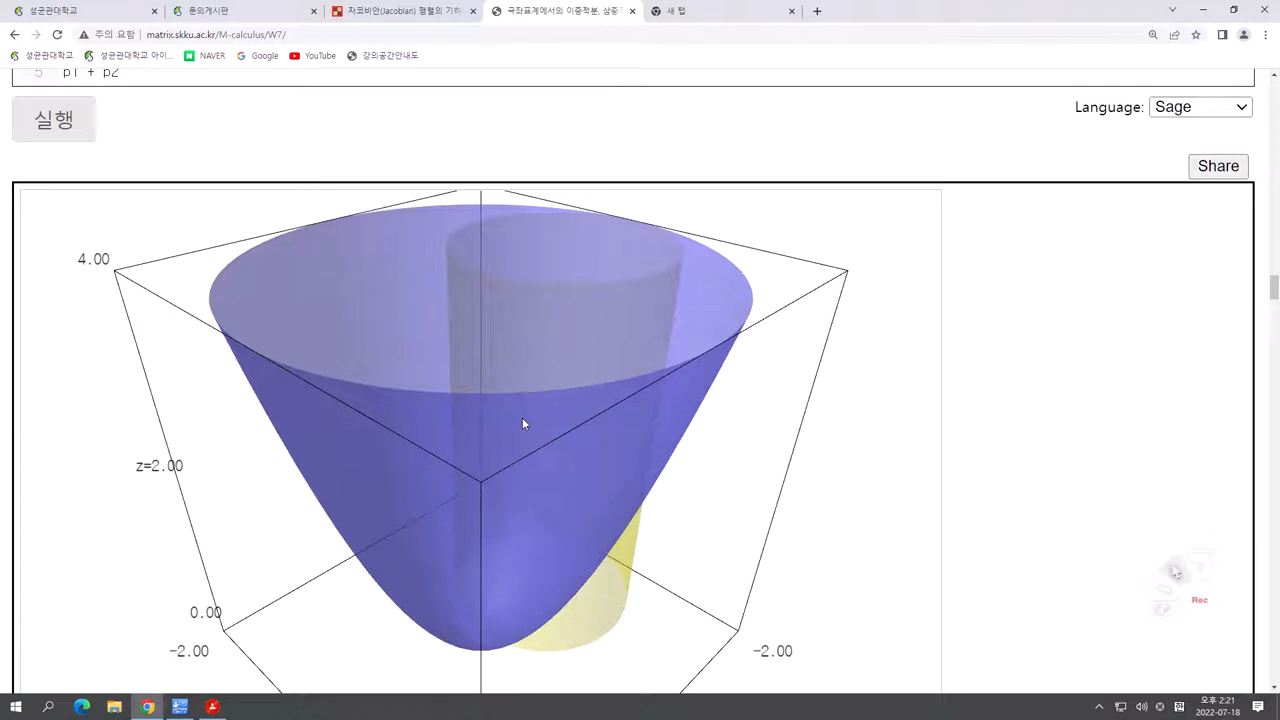 성균관대학교
문의게시판
자코비안(Jacobian) 행렬의 기하
극좌표계에서의 이중적분, 삼중
새 탭
주의 요함
matrix.skku.ac.kr/M-calculus/W7/
성균관대학교
성균관대학교 아이...
NAVER
Google
YouTube
강의공간안내도
5 p1 + p2
실행
Language: Sage
Share
4.00
z=2.00
0.00
-2.00
-2.00
Rec
오후 2:21
2022-07-18